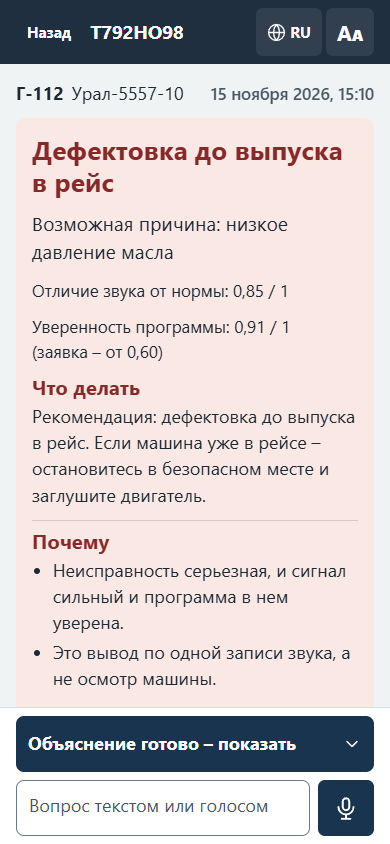 Назад
Т792НО98
RU
Aa
Г-112 Урал-5557-10
15 ноября 2026, 15:10
Дефектовка до выпуска
в рейс
Возможная причина: низкое
давление масла
Отличие звука от нормы: 0,85 / 1
Уверенность программы: 0,91 / 1
(заявка – от 0,60)
Что делать
Рекомендация: дефектовка до выпуска
в рейс. Если машина уже в рейсе –
остановитесь в безопасном месте и
заглушите двигатель.
Почему
• Неисправность серьезная, и сигнал
сильный и программа в нем
уверена.
• Это вывод по одной записи звука, а
не осмотр машины.
Объяснение готово – показать
Вопрос текстом или голосом